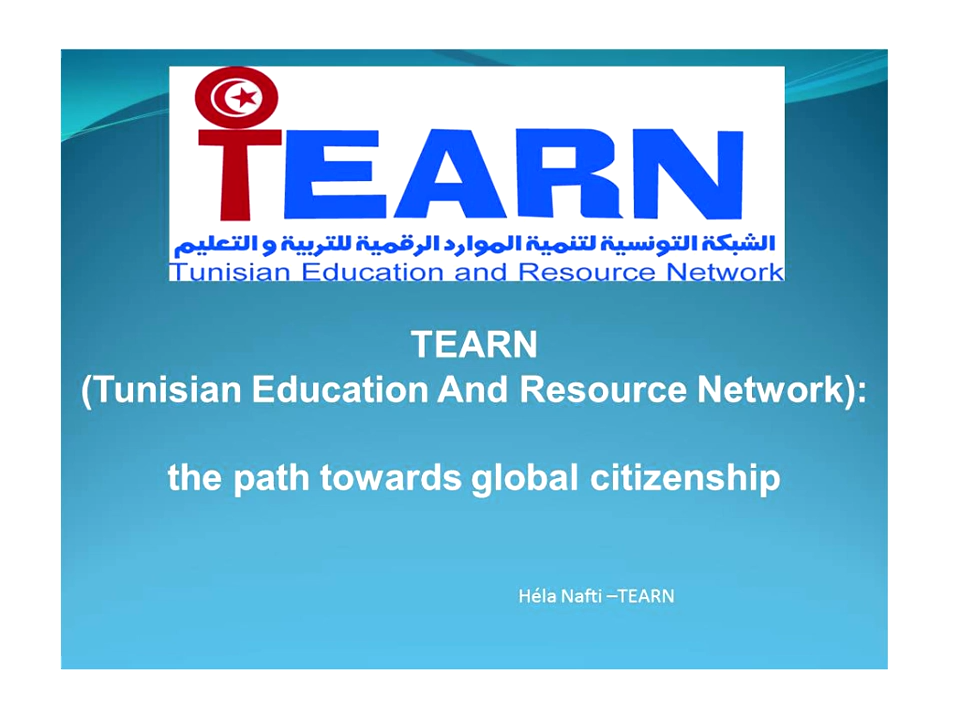 TEARN
الشبكة التونسية لتنمية الموارد الرقمية للتربية و التعليم
Tunisian Education and Resource Network
TEARN
(Tunisian Education And Resource Network):
the path towards global citizenship
Héla Nafti –TEARN